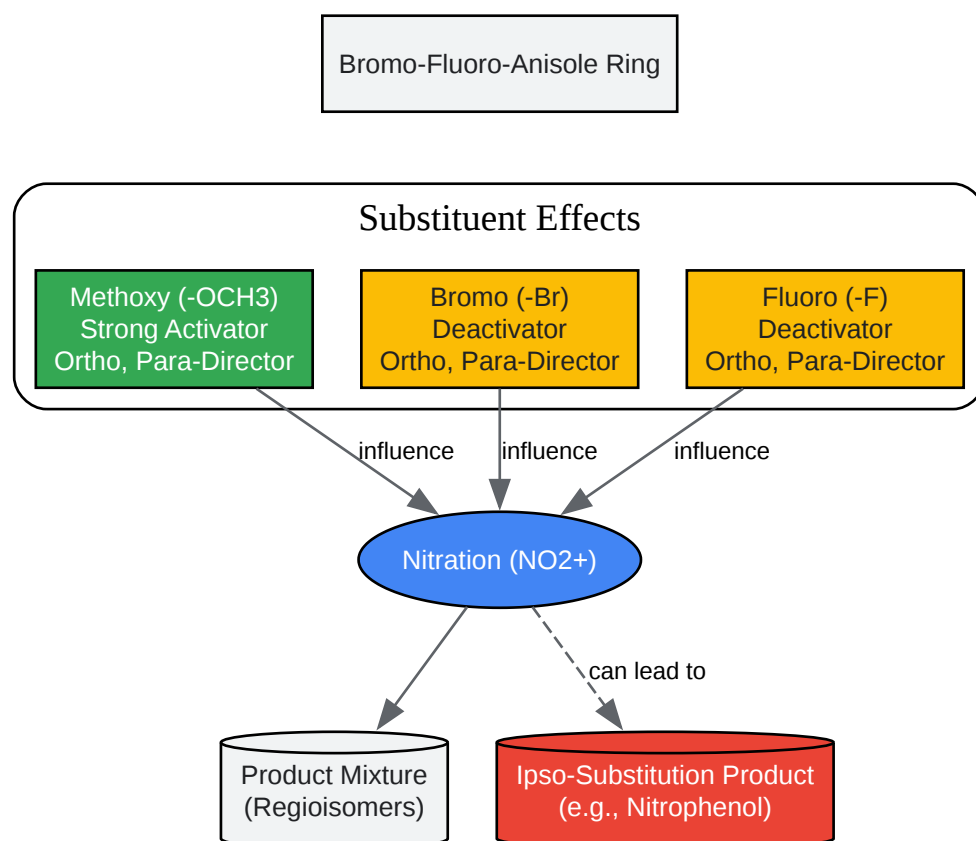 Bromo-Fluoro-Anisole Ring
Substituent Effects
Methoxy (-OCH3)
Strong Activator
Ortho, Para-Director
Bromo (-Br)
Deactivator
Ortho, Para-Director
Fluoro (-F)
Deactivator
Ortho, Para-Director
influence
influence
influence
Nitration (NO2+)
can lead to
Product Mixture
(Regioisomers)
Ipso-Substitution Product
(e.g., Nitrophenol)